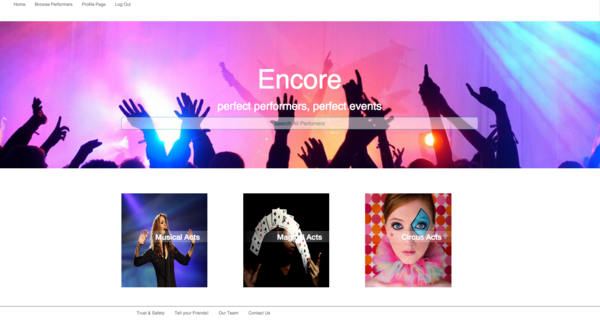 Home Browse Performers Profile Page Log Out
Encore
perfect performers, perfect events
Search All Performers
Musical Acts Magical Acts Circus Acts
Trust & Safety Tell your Friends! Our Team Contact Us